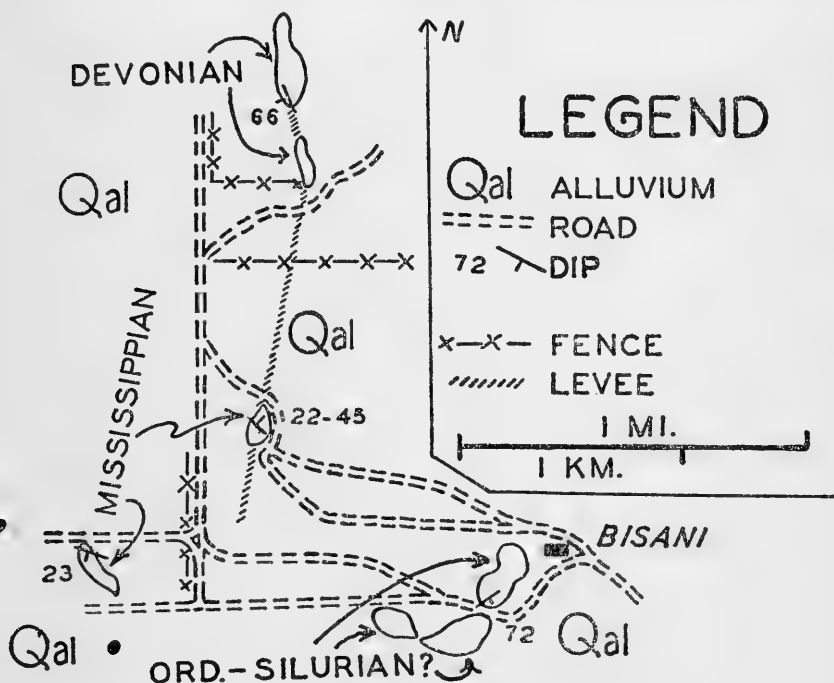 DEVONIAN
66
Qal
Qal
MISSISSIPPIAN
22-45
23
Qal
ORD.-SILURIAN?
72
Qal
BISANI
N
LEGEND
Qal ALLUVIUM
ROAD
72 DIP
x—x— FENCE
LEVEE
1 MI.
1 KM.